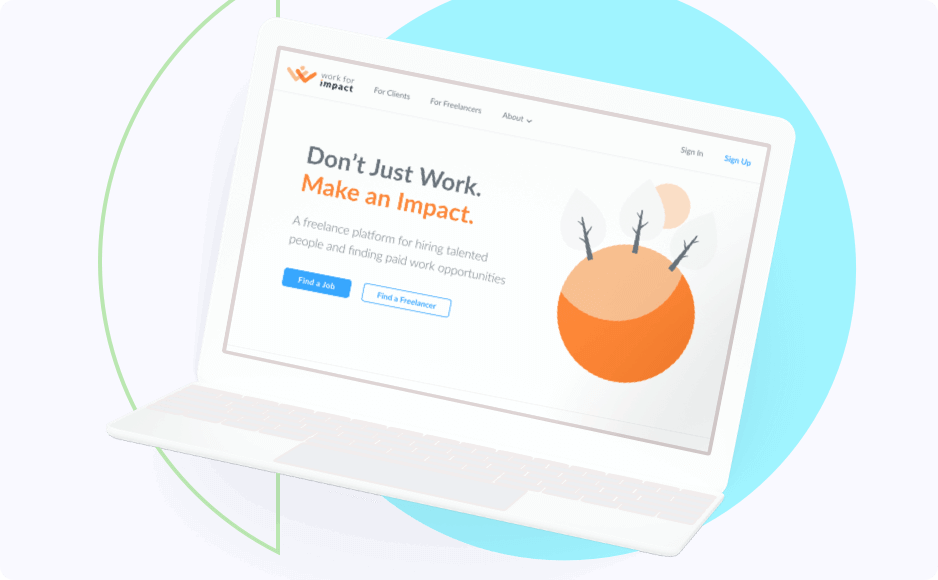 work for
impact
For Clients
For Freelancers
About
Sign In
Sign Up
Don't Just Work.
Make an Impact.
A freelance platform for hiring talented
people and finding paid work opportunities
Find a Job
Find a Freelancer